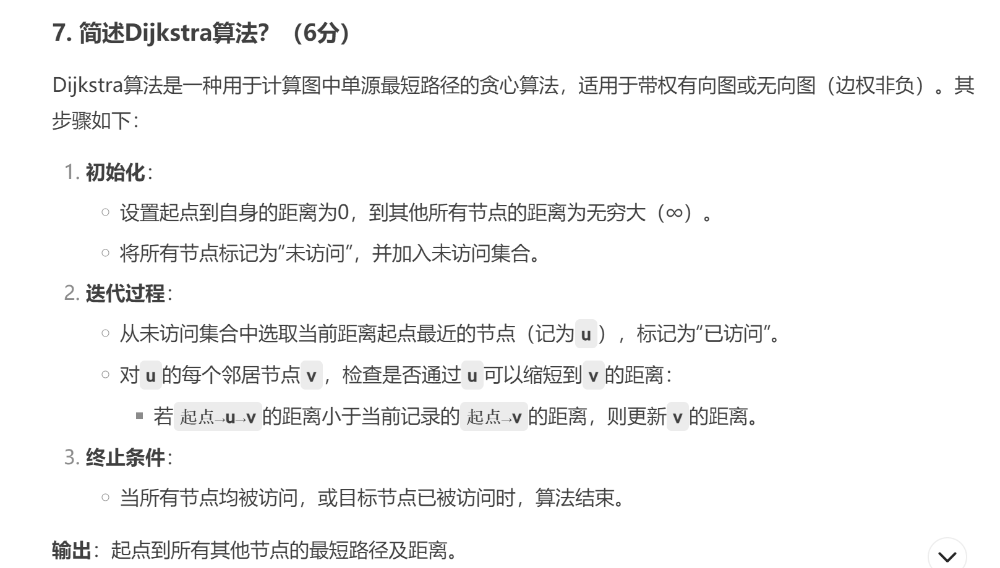 7. 简述Dijkstra算法？（6分）
Dijkstra算法是一种用于计算图中单源最短路径的贪心算法，适用于带权有向图或无向图（边权非负）。其
步骤如下：
1. 初始化：
○ 设置起点到自身的距离为0，到其他所有节点的距离为无穷大（∞）。
○ 将所有节点标记为“未访问”，并加入未访问集合。
2. 迭代过程：
○ 从未访问集合中选取当前距离起点最近的节点（记为 u ），标记为“已访问”。
○ 对 u 的每个邻居节点 v ，检查是否通过 u 可以缩短到 v 的距离：
▪ 若 起点→u→v 的距离小于当前记录的 起点→v 的距离，则更新 v 的距离。
3. 终止条件：
○ 当所有节点均被访问，或目标节点已被访问时，算法结束。
输出：起点到所有其他节点的最短路径及距离。